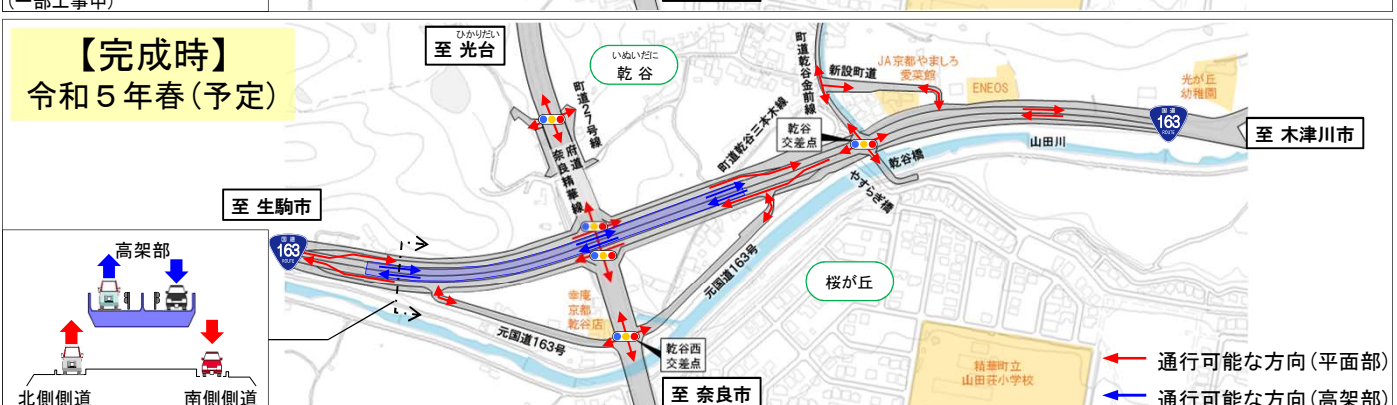 (一部工事中)
【完成時】
令和5年春(予定)
ひかりだい
至 光台
いぬいだに
乾谷
町道27号線
府道
奈良精華線
町道乾谷三本木線
町道乾谷金前線
新設町道
JA京都やましろ
愛菜館
ENEOS
光が丘
幼稚園
国道
163
ROUTE
至 木津川市
乾谷
交差点
山田川
乾谷橋
やすらぎ橋
至 生駒市
国道
163
ROUTE
高架部
北側側道
南側側道
元国道163号
幸庵
京都
乾谷店
元国道163号
桜が丘
乾谷西
交差点
至 奈良市
精華町立
山田荘小学校
通行可能な方向(平面部)
通行可能な方向(高架部)